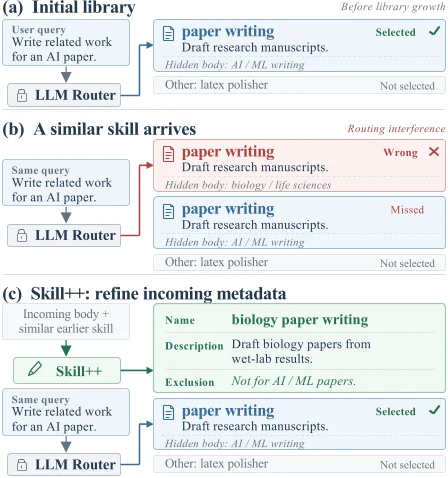 (a) Initial library
Before library growth
User query
Write related work
for an AI paper.
LLM Router
paper writing
Selected
Draft research manuscripts.
Hidden body: AI / ML writing
Other: latex polisher
Not selected
(b) A similar skill arrives
Routing interference
Same query
Write related work
for an AI paper.
LLM Router
paper writing
Wrong
Draft research manuscripts.
Hidden body: biology / life sciences
paper writing
Missed
Draft research manuscripts.
Hidden body: AI / ML writing
Other: latex polisher
Not selected
(c) Skill++: refine incoming metadata
Incoming body +
similar earlier skill
Skill++
Name biology paper writing
Description Draft biology papers from
wet-lab results.
Exclusion Not for AI / ML papers.
Same query
Write related work
for an AI paper.
LLM Router
paper writing
Selected
Draft research manuscripts.
Hidden body: AI / ML writing
Other: latex polisher
Not selected